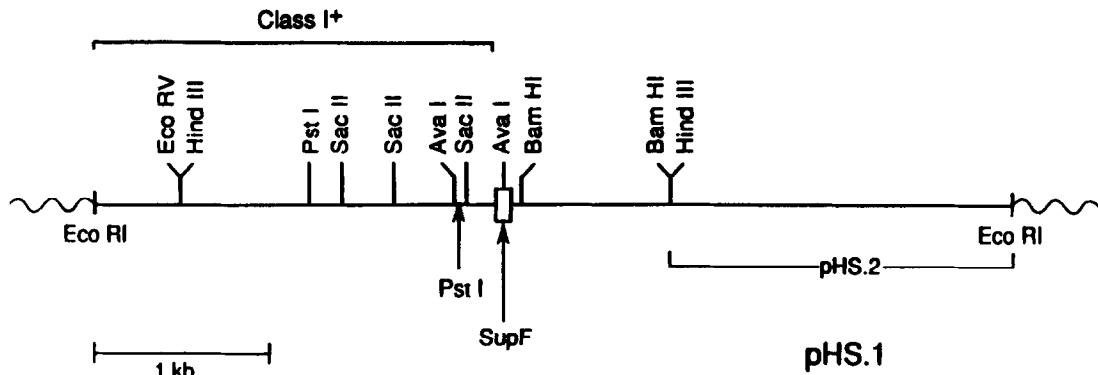 Class I+
Eco RV
Hind III
Pst I
Sac II
Sac II
Ava I
Sac II
Ava I
Bam HI
Bam HI
Hind III
Eco RI
Eco RI
pHS.2
Pst I
SupF
pHS.1
1 kb